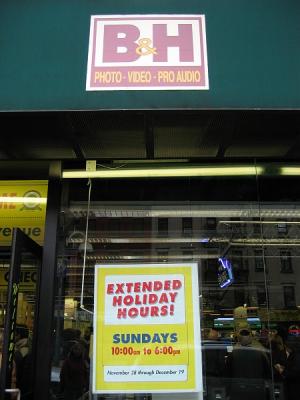 B&H
PHOTO - VIDEO - PRO AUDIO
EXTENDED
HOLIDAY
HOURS!
SUNDAYS
10:00am to 6:00pm
November 28 through December 19